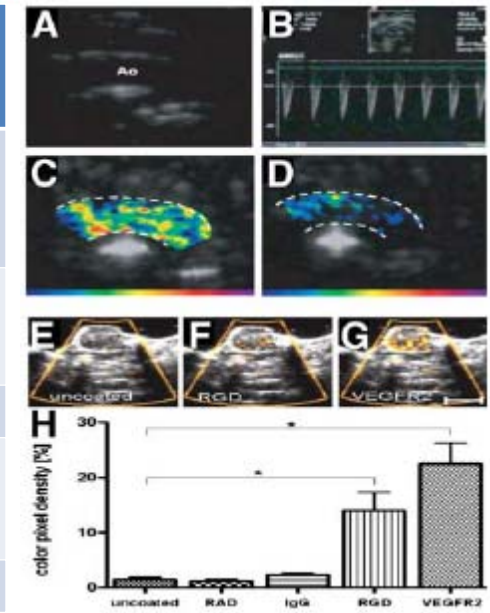 A
B
Ao
C
D
E
F
G
uncoated
RGD
VEGFR2
H
color pixel density [%]
30
*
20
*
10
0
uncoated RAD IgG RGD VEGFR2